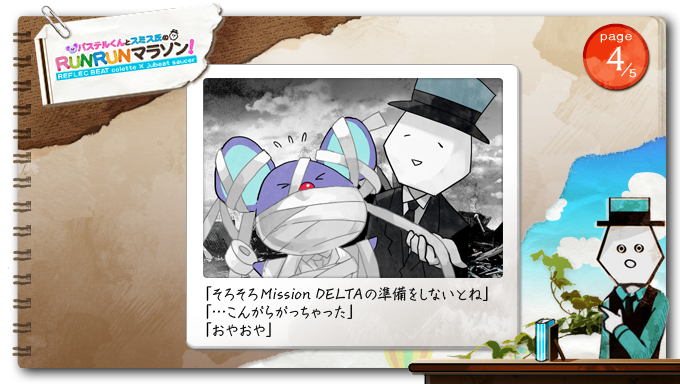 パステルくんとスミス氏の
RUNRUNマラソン!
REFLEC BEAT colette × jubeat saucer
page
4/5
「そろそろMission DELTAの準備をしないとね」
「…こんがらがっちゃった」
「おやおや」